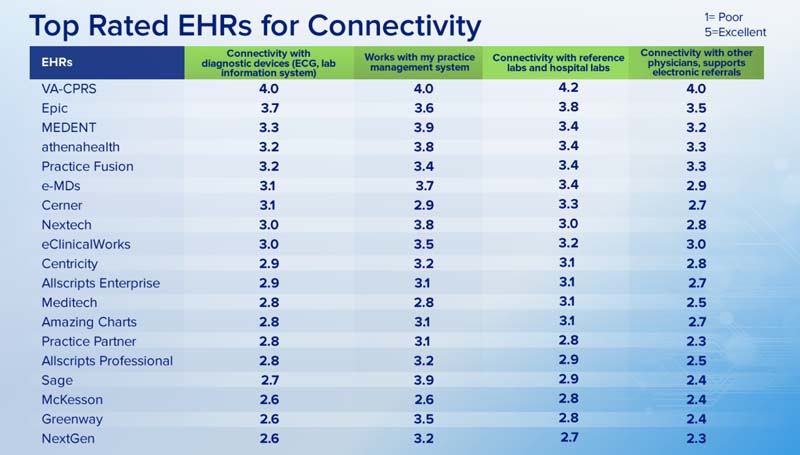 Top Rated EHRs for Connectivity
1= Poor
5=Excellent
EHRs
Connectivity with
diagnostic devices (ECG, lab
information system)
Works with my practice
management system
Connectivity with reference
labs and hospital labs
Connectivity with other
physicians, supports
electronic referrals
VA-CPRS 4.0 4.0 4.2 4.0
Epic 3.7 3.6 3.8 3.5
MEDENT 3.3 3.9 3.4 3.2
athenahealth 3.2 3.8 3.4 3.3
Practice Fusion 3.2 3.4 3.4 3.3
e-MDs 3.1 3.7 3.4 2.9
Cerner 3.1 2.9 3.3 2.7
Nextech 3.0 3.8 3.0 2.8
eClinicalWorks 3.0 3.5 3.2 3.0
Centricity 2.9 3.2 3.1 2.8
Allscripts Enterprise 2.9 3.1 3.1 2.7
Meditech 2.8 2.8 3.1 2.5
Amazing Charts 2.8 3.1 3.1 2.7
Practice Partner 2.8 3.1 2.8 2.3
Allscripts Professional 2.8 3.2 2.9 2.5
Sage 2.7 3.9 2.9 2.4
McKesson 2.6 2.6 2.8 2.4
Greenway 2.6 3.5 2.8 2.4
NextGen 2.6 3.2 2.7 2.3